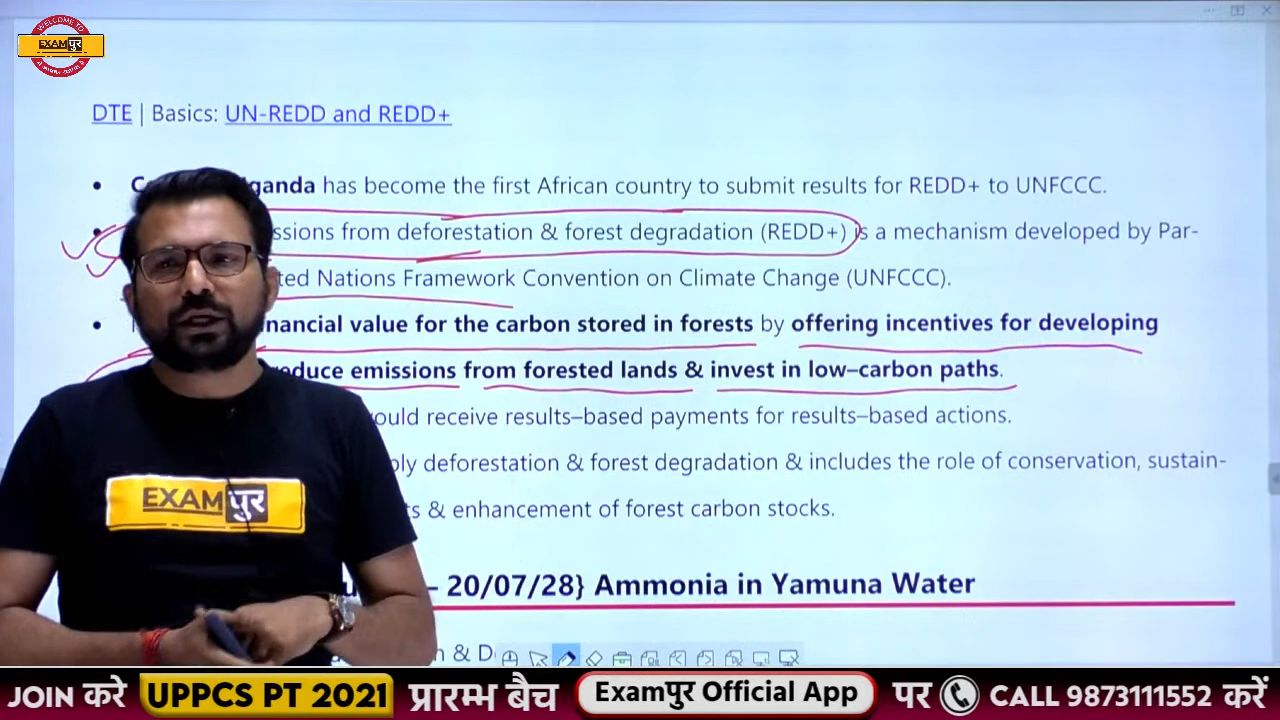 WELCOME TO
EXAMपुर
DTE | Basics: UN-REDD and REDD+
ganda has become the first African country to submit results for REDD+ to UNFCCC.
ssions from deforestation & forest degradation (REDD+) is a mechanism developed by Par-
ted Nations Framework Convention on Climate Change (UNFCCC).
nancial value for the carbon stored in forests by offering incentives for developing
educe emissions from forested lands & invest in low–carbon paths.
ould receive results–based payments for results–based actions.
ply deforestation & forest degradation & includes the role of conservation, sustain-
ts & enhancement of forest carbon stocks.
– 20/07/28} Ammonia in Yamuna Water
n & D
EXAMपुर
JOIN करे UPPCS PT 2021 प्रारम्भ बैच Examपुर Official App पर CALL 9873111552 करें